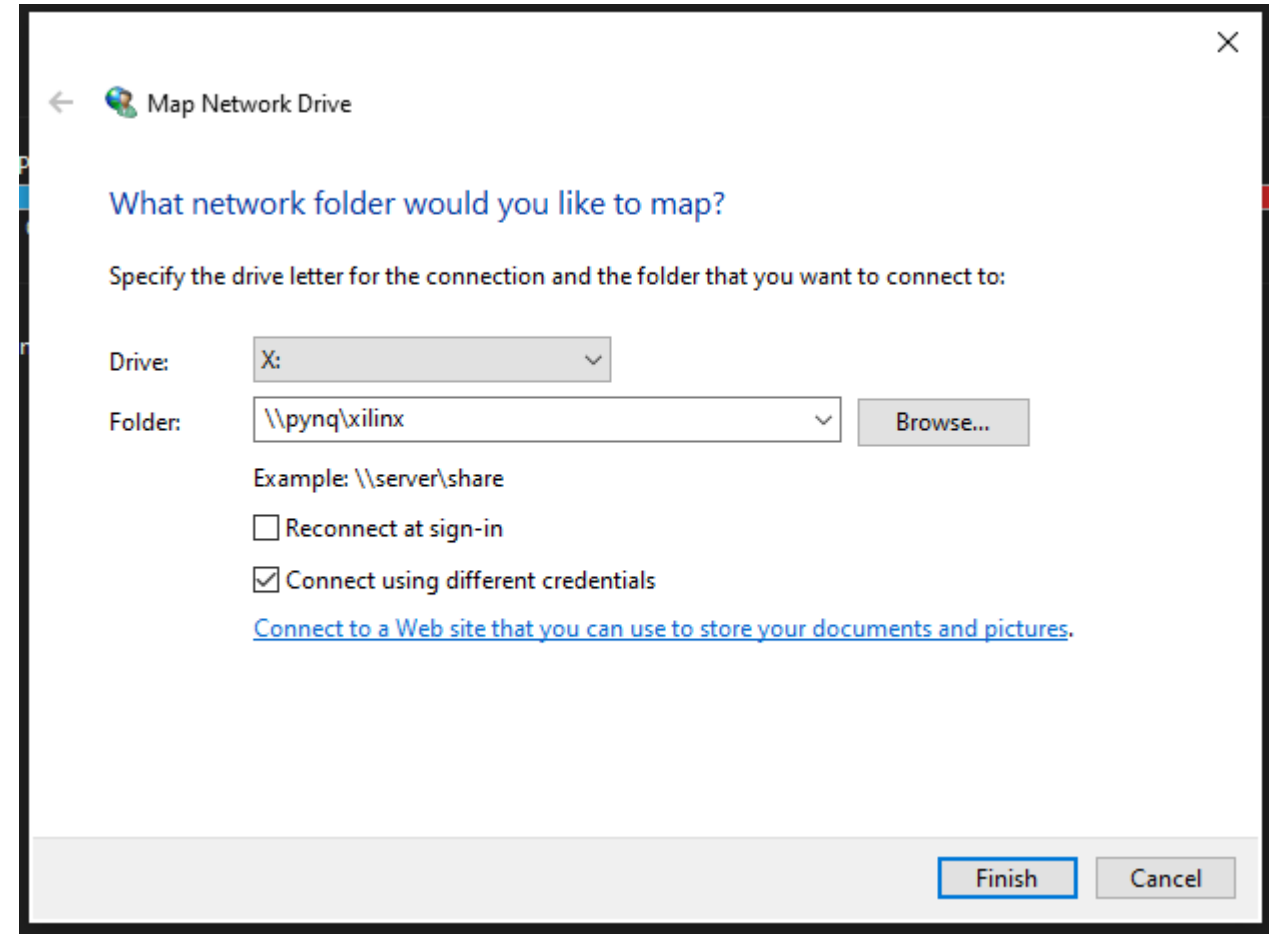 Map Network Drive
What network folder would you like to map?
Specify the drive letter for the connection and the folder that you want to connect to:
Drive: X:
Folder: \\pynq\xilinx Browse...
Example: \\server\share
Reconnect at sign-in
Connect using different credentials
Connect to a Web site that you can use to store your documents and pictures.
Finish Cancel